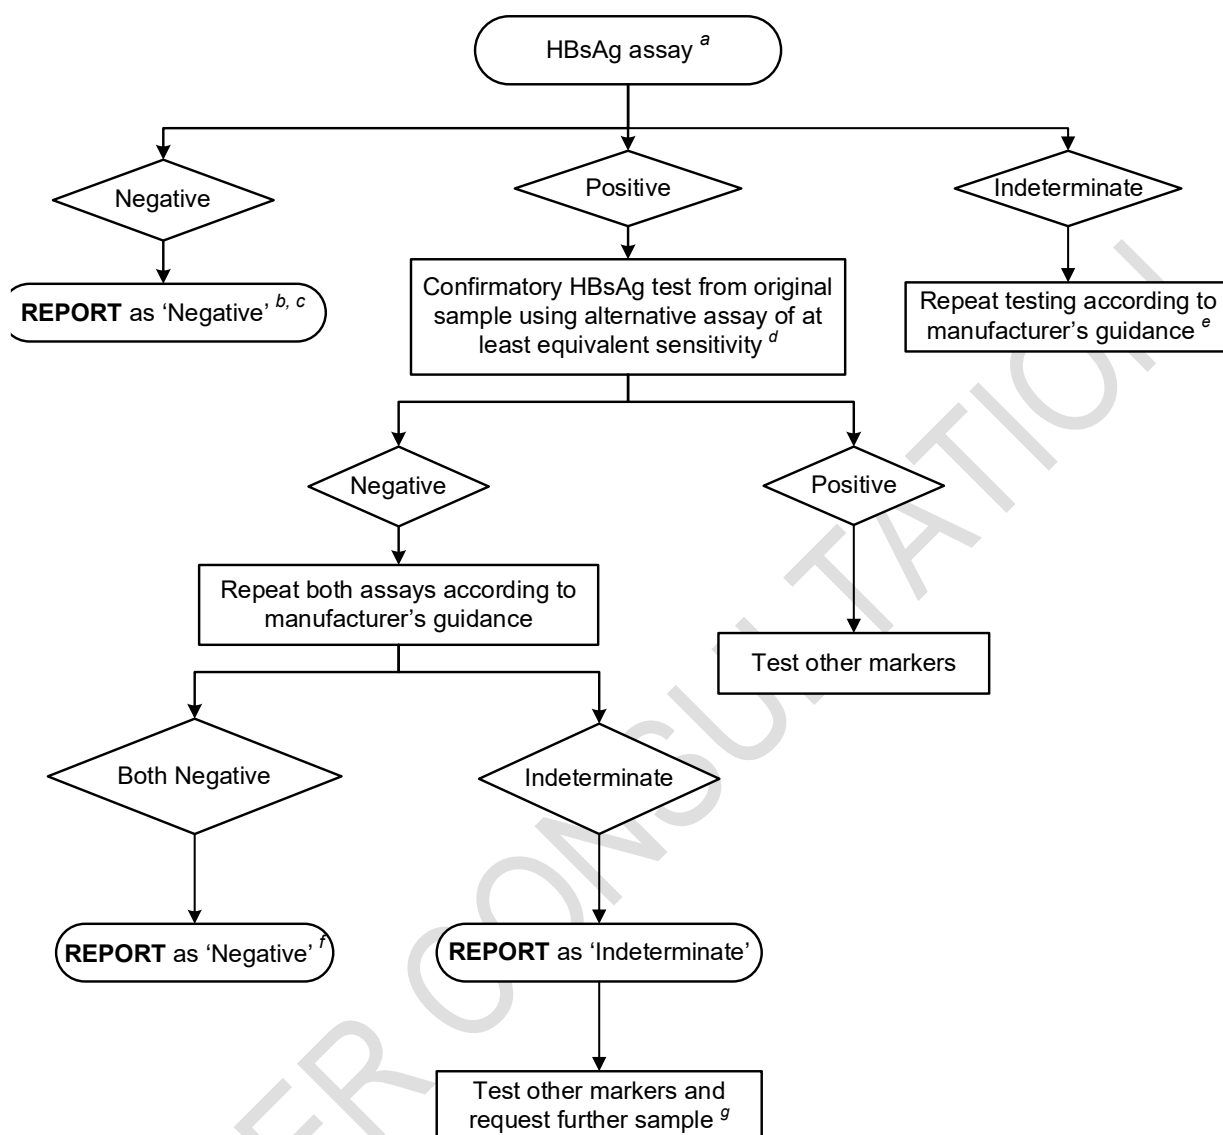 HBsAg assay a
Negative
Positive
Indeterminate
REPORT as ‘Negative’ b, c
Confirmatory HBsAg test from original
sample using alternative assay of at
least equivalent sensitivity d
Repeat testing according to
manufacturer’s guidance e
Negative
Positive
Repeat both assays according to
manufacturer’s guidance
Test other markers
Both Negative
Indeterminate
REPORT as ‘Negative’ f
REPORT as ‘Indeterminate’
Test other markers and
request further sample g
ER CONSULTATION